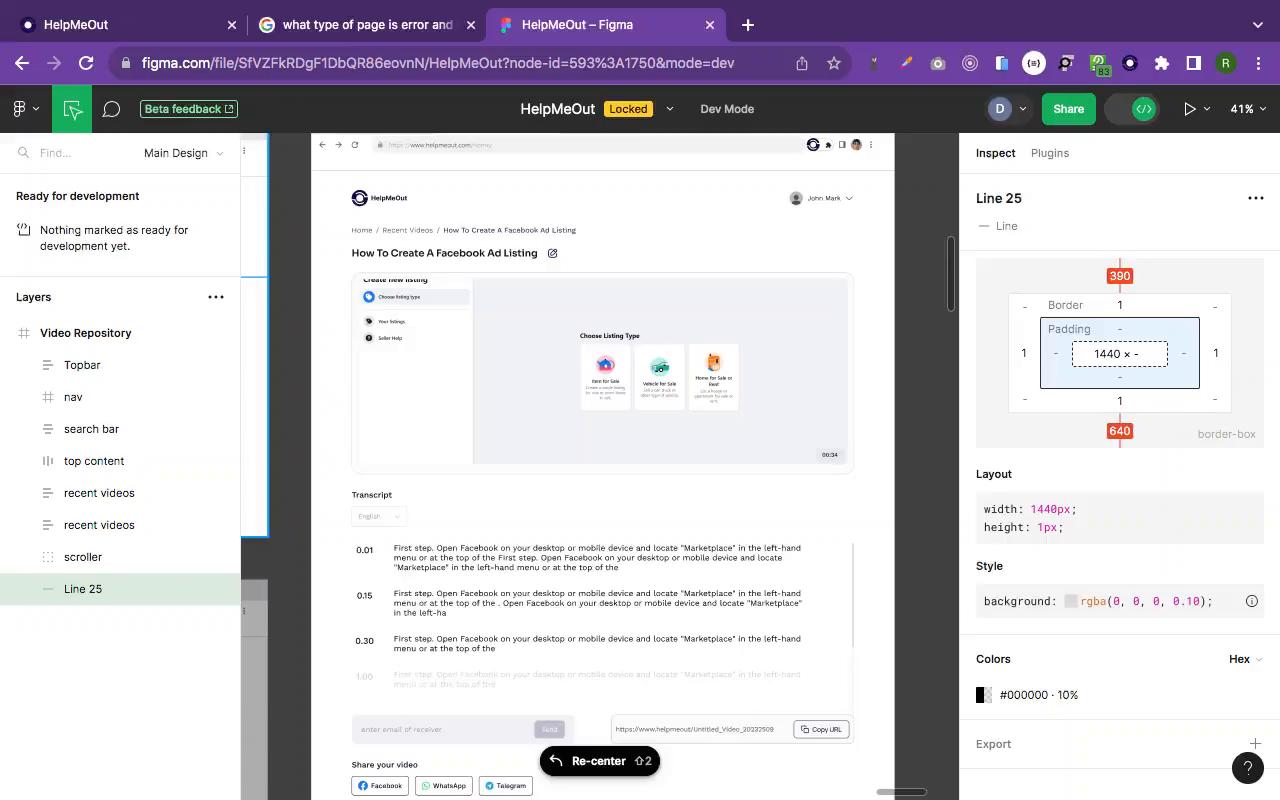 HelpMeOut
what type of page is error and
HelpMeOut – Figma
figma.com/file/SfVZFkRDgF1DbQR86eovnN/HelpMeOut?node-id=593%3A1750&mode=dev
83
R
Beta feedback
HelpMeOut
Locked
Dev Mode
D
Share
41%
Find...
Main Design
Ready for development
Nothing marked as ready for
development yet.
Layers
Video Repository
Topbar
nav
search bar
top content
recent videos
recent videos
scroller
Line 25
https://www.helpmeout.com/Home/
HelpMeOut
John Mark
Home / Recent Videos / How To Create A Facebook Ad Listing
How To Create A Facebook Ad Listing
Create new listing
Choose listing type
Your listings
Seller Help
Choose Listing Type
Item for Sale
Vehicle for Sale
Home for Sale or
Rent
00:34
Transcript
English
0.01
First step. Open Facebook on your desktop or mobile device and locate "Marketplace" in the left-hand
menu or at the top of the First step. Open Facebook on your desktop or mobile device and locate
"Marketplace" in the left-hand menu or at the top of the
0.15
First step. Open Facebook on your desktop or mobile device and locate "Marketplace" in the left-hand
menu or at the top of the . Open Facebook on your desktop or mobile device and locate "Marketplace"
in the left-ha
0.30
First step. Open Facebook on your desktop or mobile device and locate "Marketplace" in the left-hand
menu or at the top of the
1.00
First step. Open Facebook on your desktop or mobile device and locate "Marketplace" in the left-hand
menu or at the top of the
enter email of receiver
Send
https://www.helpmeout/Untitled_Video_20232509
Copy URL
Re-center ⇧2
Share your video
Facebook
WhatsApp
Telegram
Inspect
Plugins
Line 25
Line
390
Border
1
Padding
1
1440 × -
1
1
640
border-box
Layout
width: 1440px;
height: 1px;
Style
background: rgba(0, 0, 0, 0.10);
Colors
Hex
#000000 · 10%
Export
?